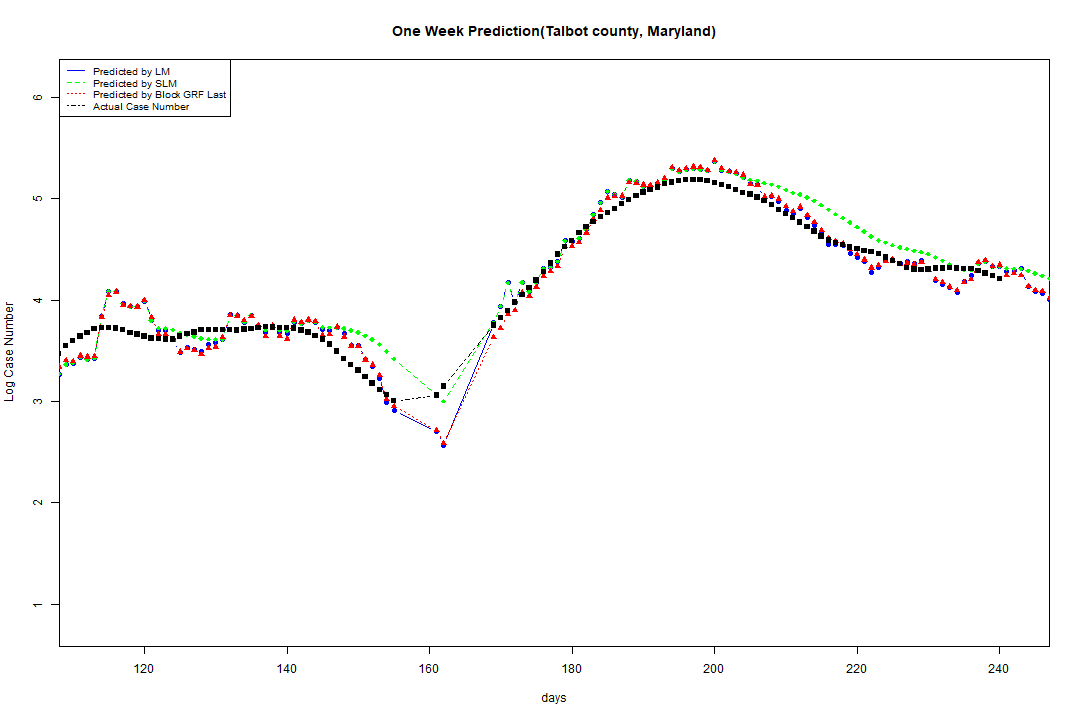 One Week Prediction(Talbot county, Maryland)
Predicted by LM
Predicted by SLM
Predicted by Block GRF Last
Actual Case Number
6
5
4
3
2
1
Log Case Number
120 140 160 180 200 220 240
days